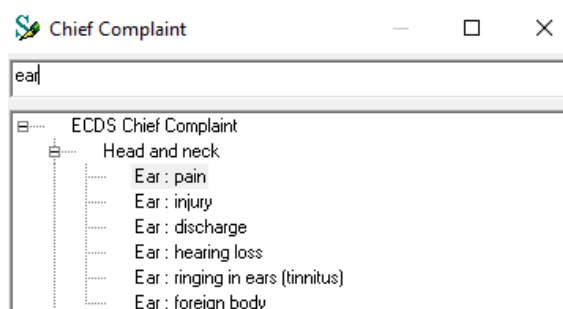 Chief Complaint
ear
ECDS Chief Complaint
Head and neck
Ear : pain
Ear : injury
Ear : discharge
Ear : hearing loss
Ear : ringing in ears (tinnitus)
Ear : foreign body